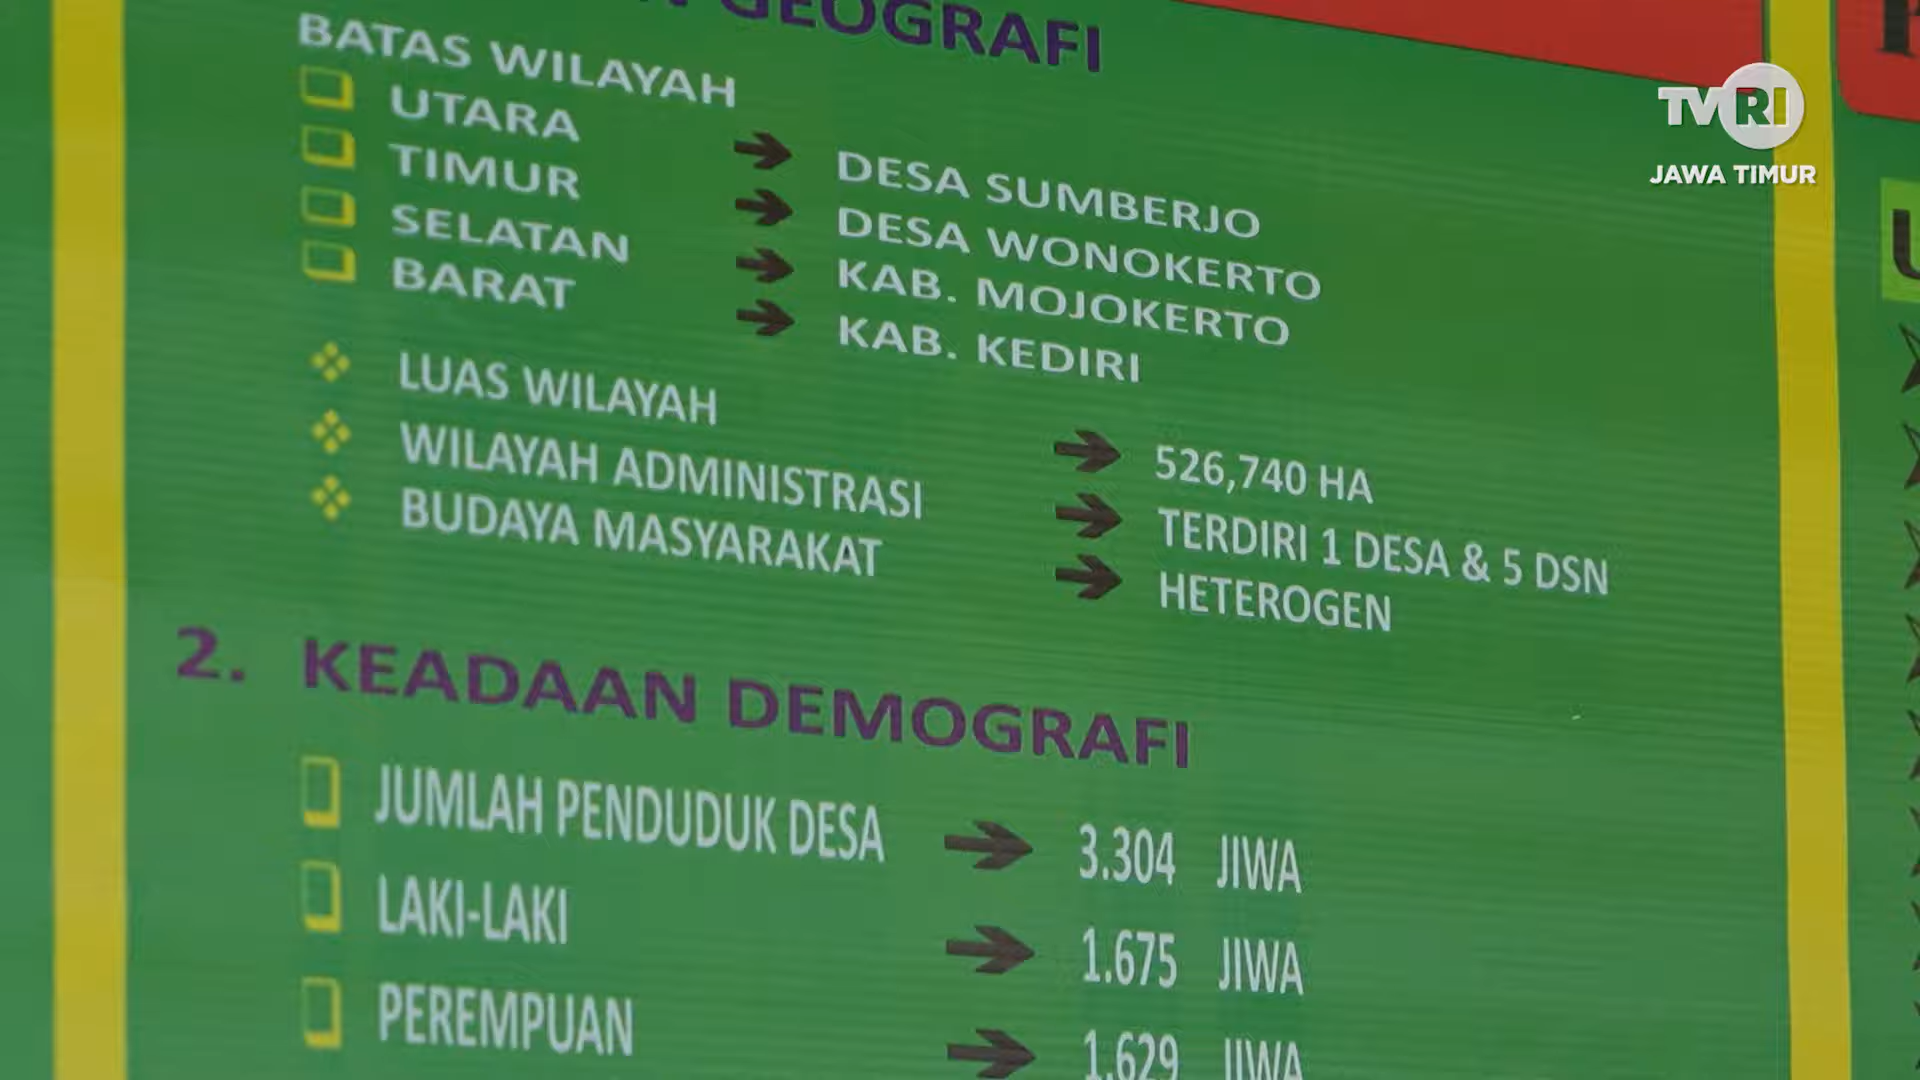 GEOGRAFI
BATAS WILAYAH
UTARA ➔ DESA SUMBERJO
TIMUR ➔ DESA WONOKERTO
SELATAN ➔ KAB. MOJOKERTO
BARAT ➔ KAB. KEDIRI
LUAS WILAYAH ➔ 526,740 HA
WILAYAH ADMINISTRASI ➔ TERDIRI 1 DESA & 5 DSN
BUDAYA MASYARAKAT ➔ HETEROGEN
2. KEADAAN DEMOGRAFI
JUMLAH PENDUDUK DESA ➔ 3.304 JIWA
LAKI-LAKI ➔ 1.675 JIWA
PEREMPUAN ➔ 1.629 JIWA
TVRI
JAWA TIMUR